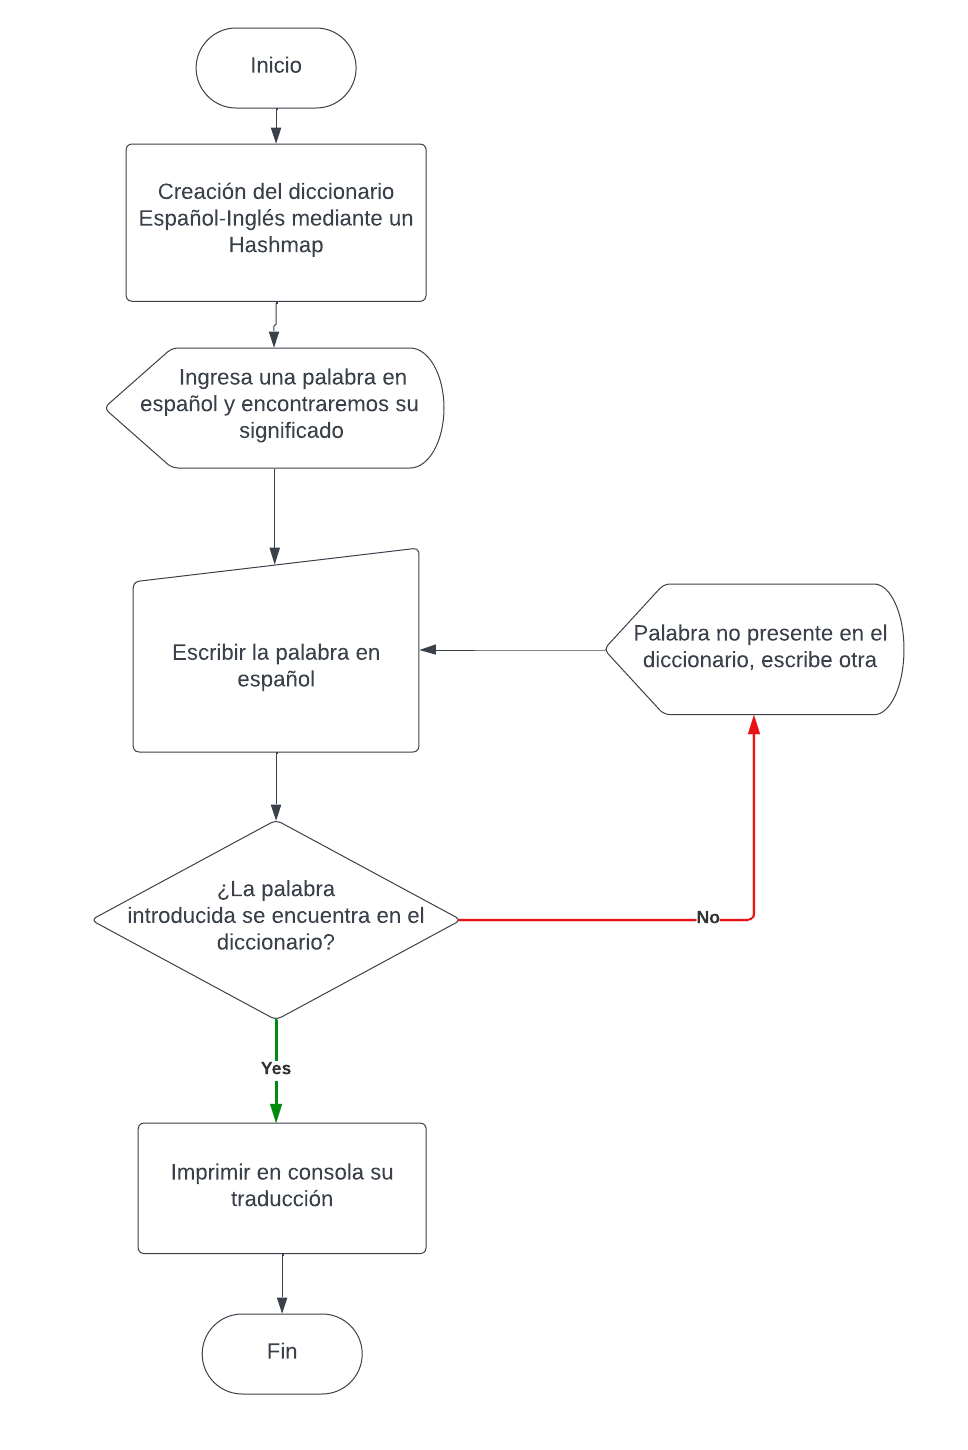 Inicio
Creación del diccionario
Español-Inglés mediante un
Hashmap
Ingresa una palabra en
español y encontraremos su
significado
Escribir la palabra en
español
Palabra no presente en el
diccionario, escribe otra
¿La palabra
introducida se encuentra en el
diccionario?
No
Yes
Imprimir en consola su
traducción
Fin